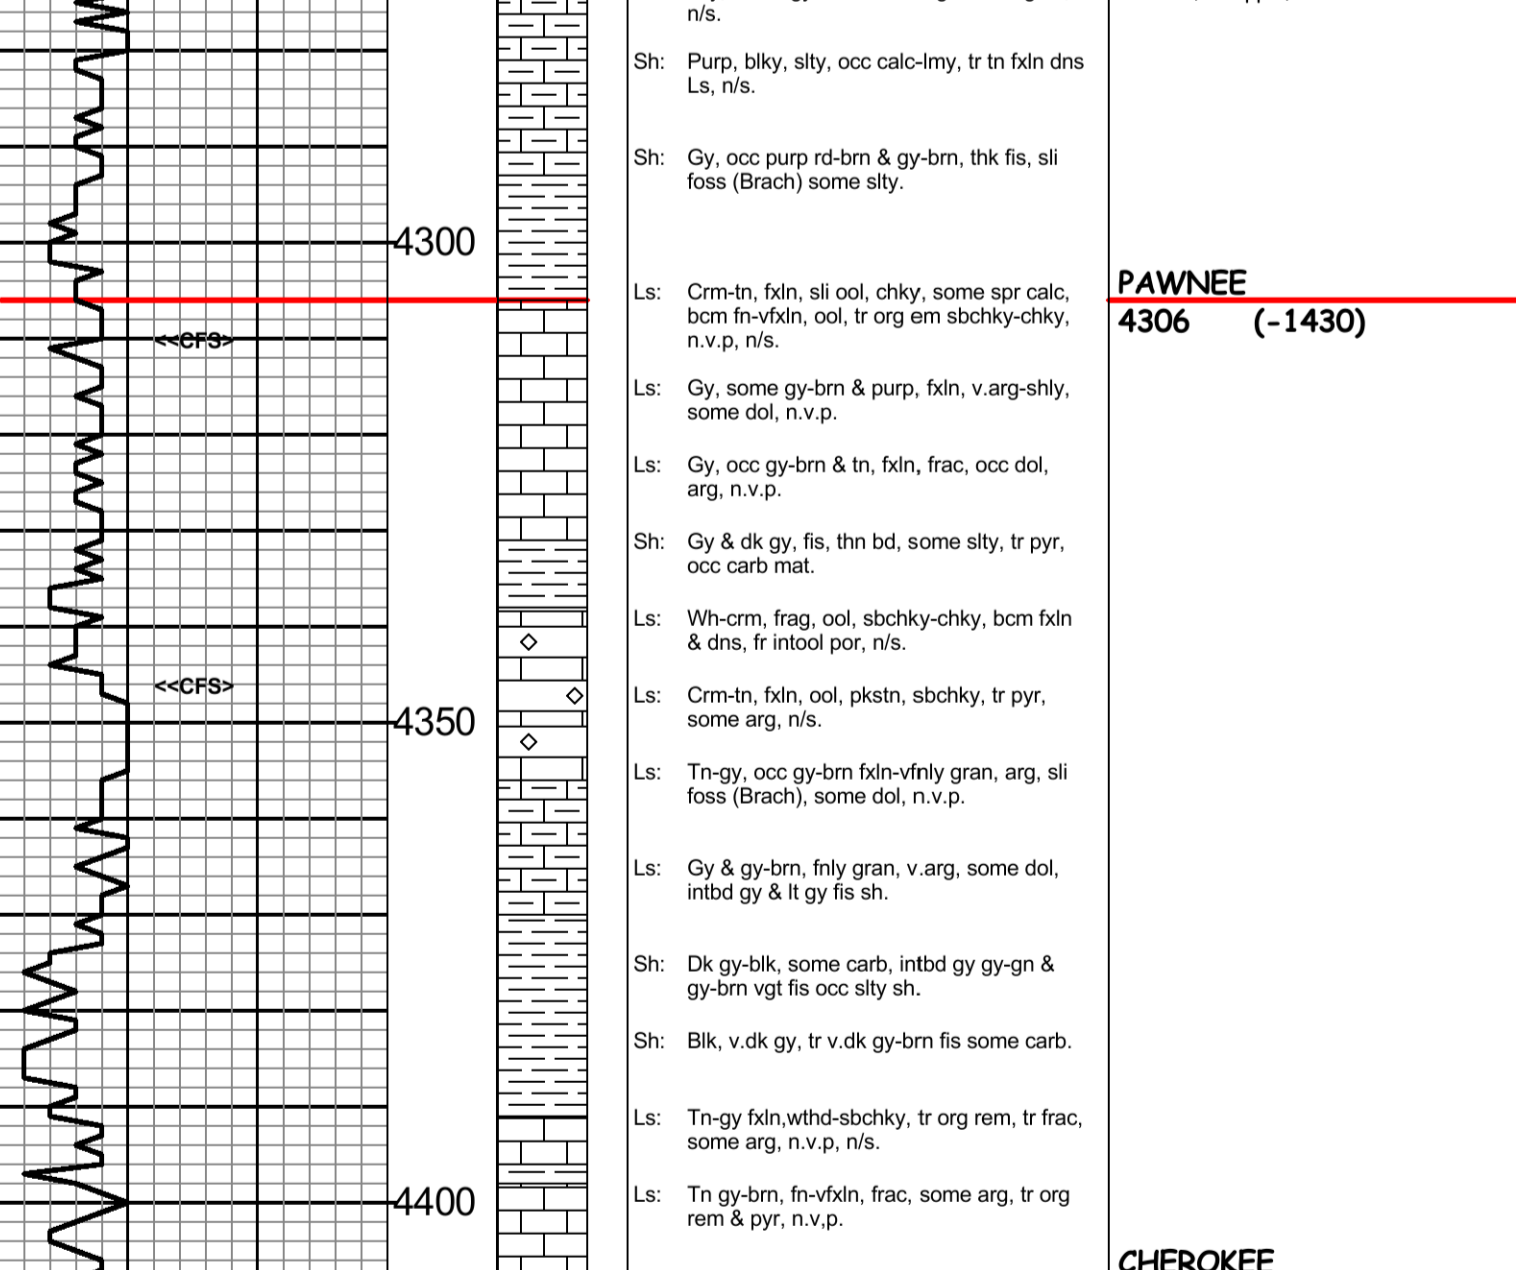 n/s.
Sh: Purp, blky, slty, occ calc-lmy, tr tn fxln dns
Ls, n/s.
Sh: Gy, occ purp rd-brn & gy-brn, thk fis, sli
foss (Brach) some slty.
4300
PAWNEE
Ls: Crm-tn, fxln, sli ool, chky, some spr calc,
bcm fn-vfxln, ool, tr org em sbchky-chky,
n.v.p, n/s.
4306 (-1430)
<<CFS>>
Ls: Gy, some gy-brn & purp, fxln, v.arg-shly,
some dol, n.v.p.
Ls: Gy, occ gy-brn & tn, fxln, frac, occ dol,
arg, n.v.p.
Sh: Gy & dk gy, fis, thn bd, some slty, tr pyr,
occ carb mat.
Ls: Wh-crm, frag, ool, sbchky-chky, bcm fxln
& dns, fr intool por, n/s.
<<CFS>>
Ls: Crm-tn, fxln, ool, pkstn, sbchky, tr pyr,
some arg, n/s.
4350
Ls: Tn-gy, occ gy-brn fxln-vfnly gran, arg, sli
foss (Brach), some dol, n.v.p.
Ls: Gy & gy-brn, fnly gran, v.arg, some dol,
intbd gy & lt gy fis sh.
Sh: Dk gy-blk, some carb, intbd gy gy-gn &
gy-brn vgt fis occ slty sh.
Sh: Blk, v.dk gy, tr v.dk gy-brn fis some carb.
Ls: Tn-gy fxln,wthd-sbchky, tr org rem, tr frac,
some arg, n.v.p, n/s.
4400
Ls: Tn gy-brn, fn-vfxln, frac, some arg, tr org
rem & pyr, n.v,p.
CHEROKEE